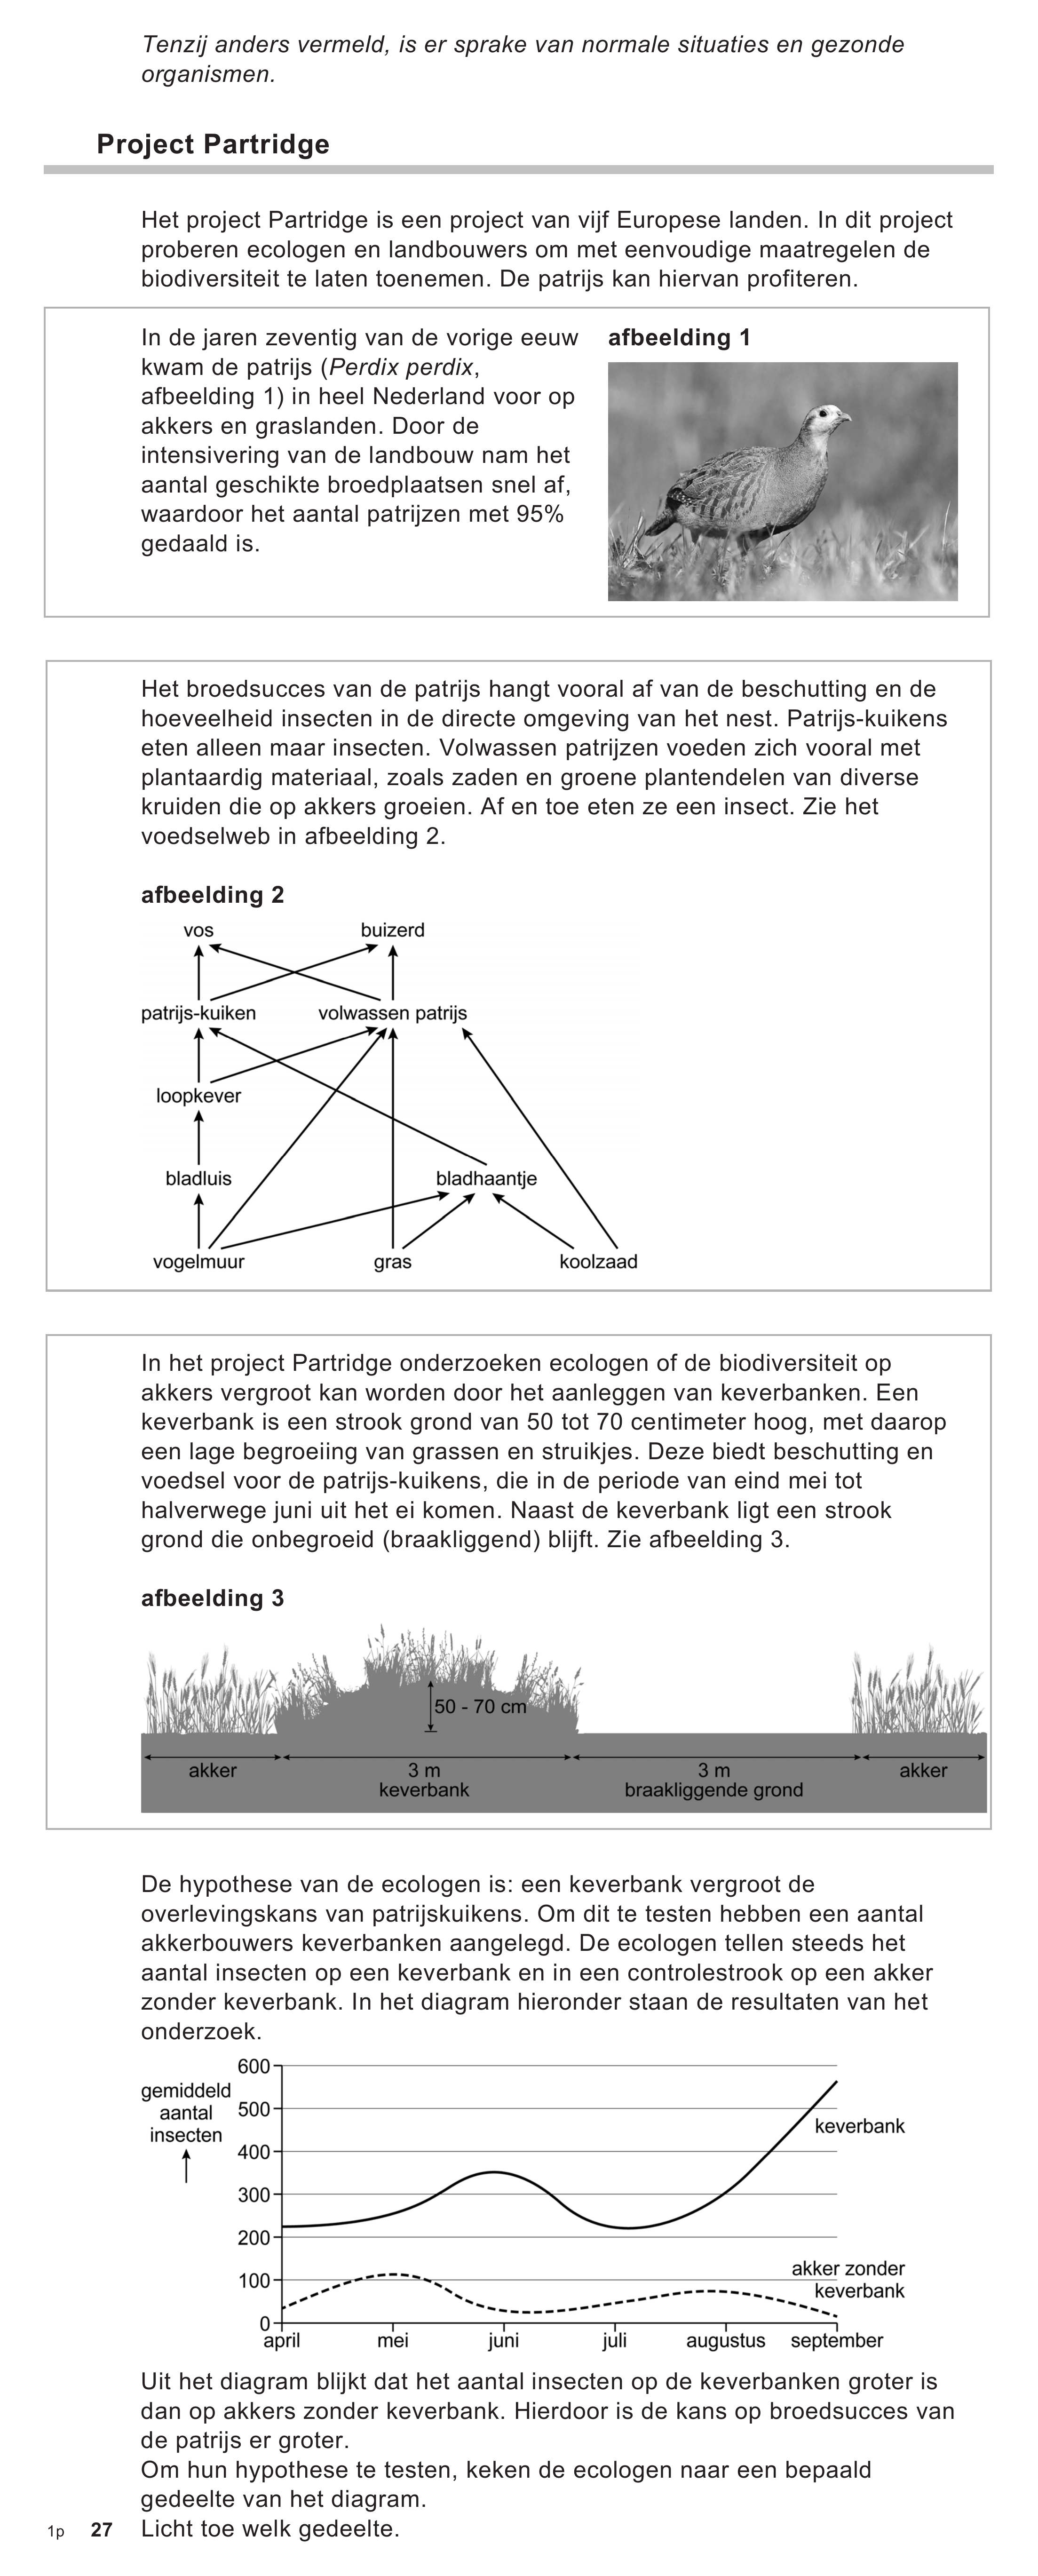 Tenzij anders vermeld, is er sprake van normale situaties en gezonde
organismen.
Project Partridge
Het project Partridge is een project van vijf Europese landen. In dit project
proberen ecologen en landbouwers om met eenvoudige maatregelen de
biodiversiteit te laten toenemen. De patrijs kan hiervan profiteren.
In de jaren zeventig van de vorige eeuw
kwam de patrijs (Perdix perdix,
afbeelding 1) in heel Nederland voor op
akkers en graslanden. Door de
intensivering van de landbouw nam het
aantal geschikte broedplaatsen snel af,
waardoor het aantal patrijzen met 95%
gedaald is.
afbeelding 1
Het broedsucces van de patrijs hangt vooral af van de beschutting en de
hoeveelheid insecten in de directe omgeving van het nest. Patrijs-kuikens
eten alleen maar insecten. Volwassen patrijzen voeden zich vooral met
plantaardig materiaal, zoals zaden en groene plantendelen van diverse
kruiden die op akkers groeien. Af en toe eten ze een insect. Zie het
voedselweb in afbeelding 2.
afbeelding 2
vos buizerd
patrijs-kuiken volwassen patrijs
loopkever
bladluis bladhaantje
vogelmuur gras koolzaad
In het project Partridge onderzoeken ecologen of de biodiversiteit op
akkers vergroot kan worden door het aanleggen van keverbanken. Een
keverbank is een strook grond van 50 tot 70 centimeter hoog, met daarop
een lage begroeiing van grassen en struikjes. Deze biedt beschutting en
voedsel voor de patrijs-kuikens, die in de periode van eind mei tot
halverwege juni uit het ei komen. Naast de keverbank ligt een strook
grond die onbegroeid (braakliggend) blijft. Zie afbeelding 3.
afbeelding 3
50 - 70 cm
akker 3 m 3 m akker
keverbank braakliggende grond
De hypothese van de ecologen is: een keverbank vergroot de
overlevingskans van patrijskuikens. Om dit te testen hebben een aantal
akkerbouwers keverbanken aangelegd. De ecologen tellen steeds het
aantal insecten op een keverbank en in een controlestrook op een akker
zonder keverbank. In het diagram hieronder staan de resultaten van het
onderzoek.
600
gemiddeld
aantal
insecten
500
keverbank
400
300
200
akker zonder
keverbank
100
0
april mei juni juli augustus september
Uit het diagram blijkt dat het aantal insecten op de keverbanken groter is
dan op akkers zonder keverbank. Hierdoor is de kans op broedsucces van
de patrijs er groter.
Om hun hypothese te testen, keken de ecologen naar een bepaald
gedeelte van het diagram.
1p 27 Licht toe welk gedeelte.